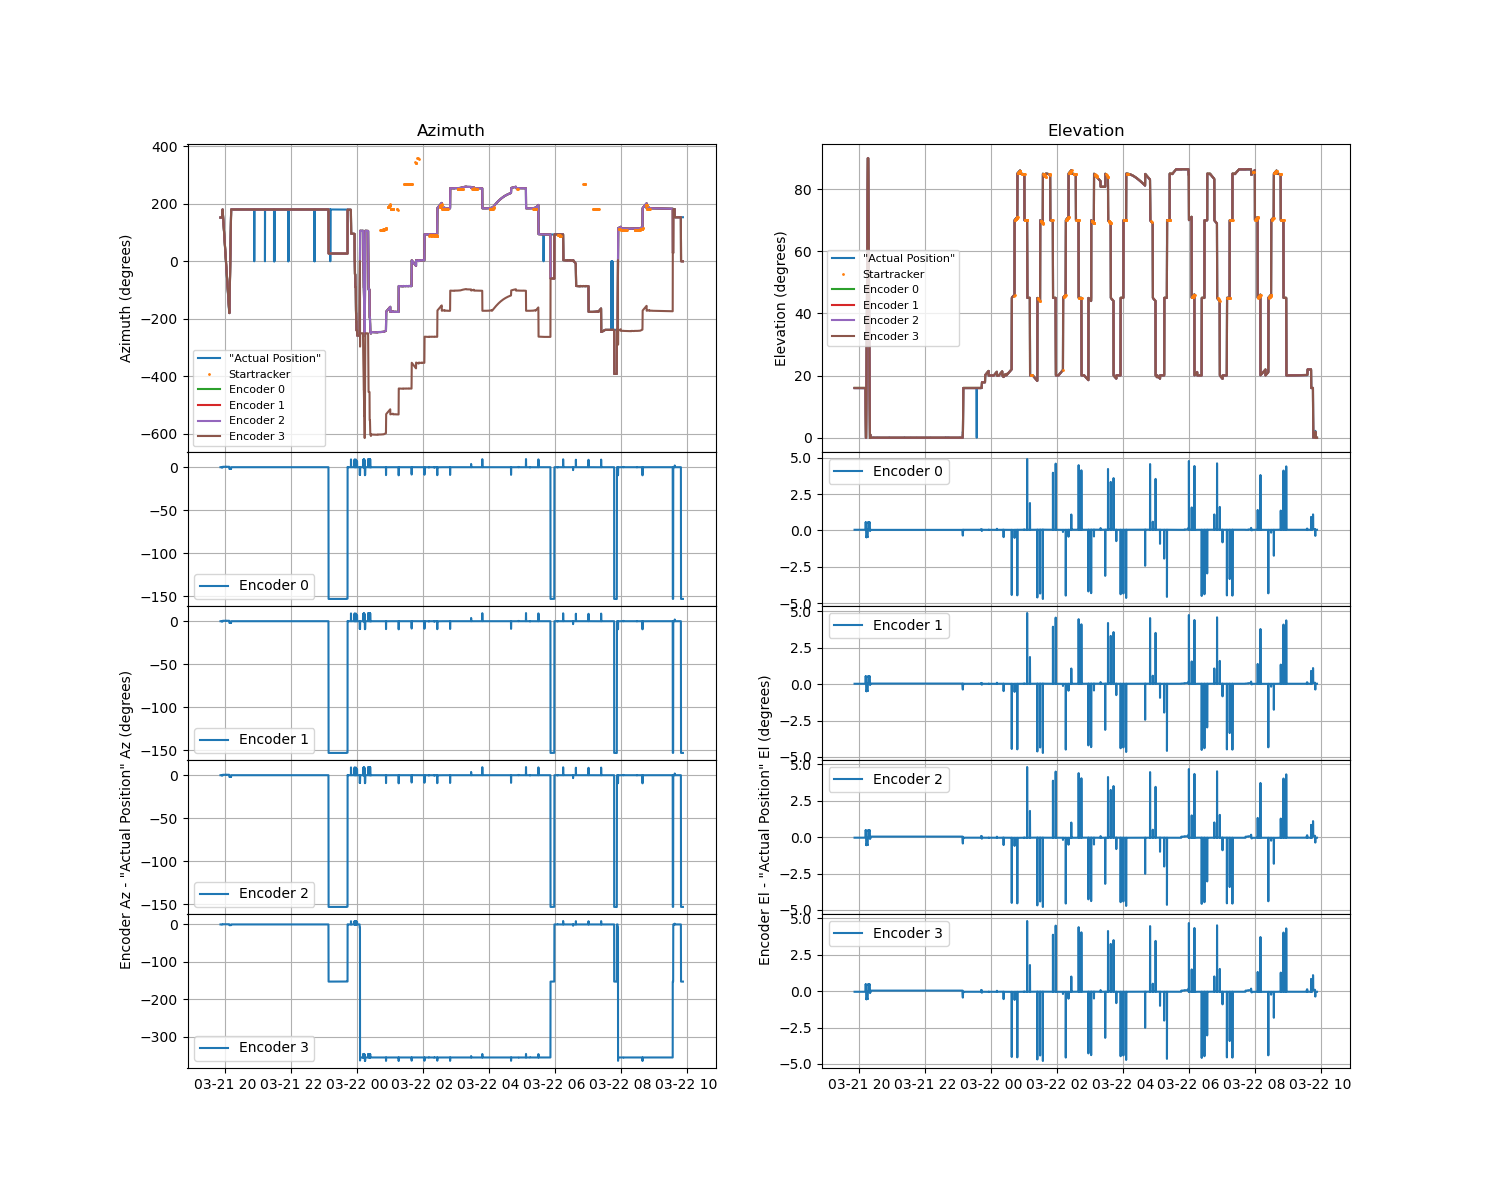 Azimuth
Azimuth (degrees)
400
200
0
−200
−400
−600
"Actual Position"
Startracker
Encoder 0
Encoder 1
Encoder 2
Encoder 3
Encoder Az - "Actual Position" Az (degrees)
0
−50
−100
−150
Encoder 0
0
−50
−100
−150
Encoder 1
0
−50
−100
−150
Encoder 2
0
−100
−200
−300
Encoder 3
03-21 20 03-21 22 03-22 00 03-22 02 03-22 04 03-22 06 03-22 08 03-22 10
Elevation
Elevation (degrees)
80
60
40
20
0
"Actual Position"
Startracker
Encoder 0
Encoder 1
Encoder 2
Encoder 3
Encoder El - "Actual Position" El (degrees)
5.0
2.5
0.0
−2.5
−5.0
Encoder 0
5.0
2.5
0.0
−2.5
−5.0
Encoder 1
5.0
2.5
0.0
−2.5
−5.0
Encoder 2
5.0
2.5
0.0
−2.5
−5.0
Encoder 3
03-21 20 03-21 22 03-22 00 03-22 02 03-22 04 03-22 06 03-22 08 03-22 10